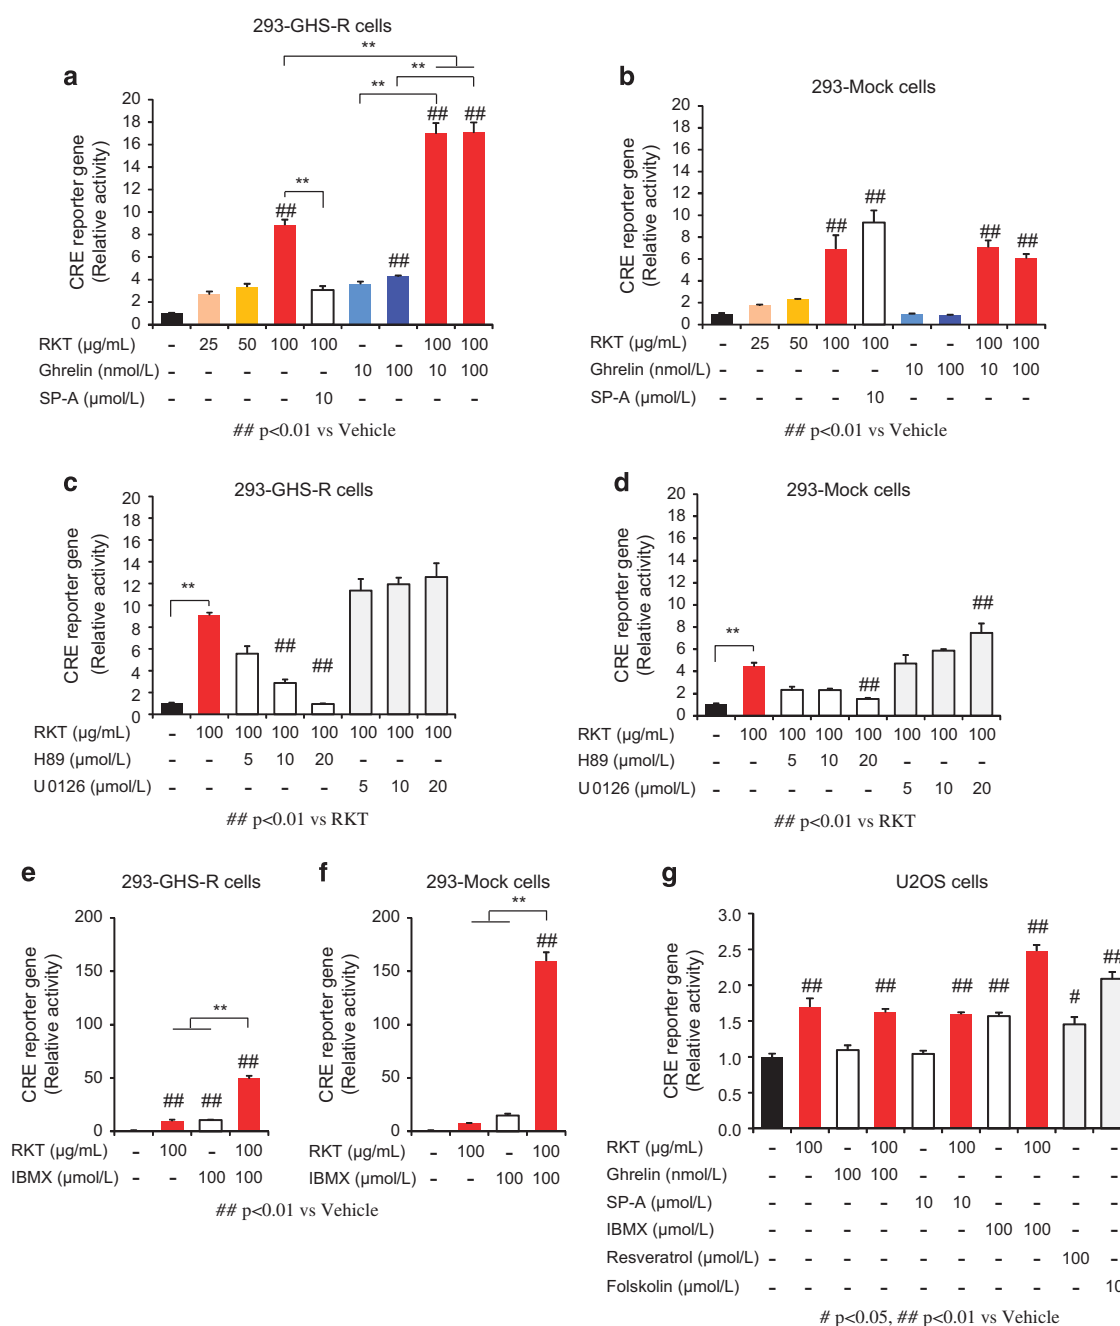 293-GHS-R cells
a
**
**
**
**
##
##
##
##
CRE reporter gene
(Relative activity)
20
18
16
14
12
10
8
6
4
2
0
RKT (µg/mL) - 25 50 100 100 - - 100 100
Ghrelin (nmol/L) - - - - - 10 100 10 100
SP-A (µmol/L) - - - - 10 - - - -
## p<0.01 vs Vehicle
b
293-Mock cells
##
##
##
##
CRE reporter gene
(Relative activity)
20
18
16
14
12
10
8
6
4
2
0
RKT (µg/mL) - 25 50 100 100 - - 100 100
Ghrelin (nmol/L) - - - - - 10 100 10 100
SP-A (µmol/L) - - - - 10 - - - -
## p<0.01 vs Vehicle
c
293-GHS-R cells
**
##
##
CRE reporter gene
(Relative activity)
20
18
16
14
12
10
8
6
4
2
0
RKT (µg/mL) - 100 100 100 100 100 100 100
H89 (µmol/L) - - 5 10 20 - - -
U0126 (µmol/L) - - - - - 5 10 20
## p<0.01 vs RKT
d
293-Mock cells
**
##
##
CRE reporter gene
(Relative activity)
20
18
16
14
12
10
8
6
4
2
0
RKT (µg/mL) - 100 100 100 100 100 100 100
H89 (µmol/L) - - 5 10 20 - - -
U0126 (µmol/L) - - - - - 5 10 20
## p<0.01 vs RKT
e
293-GHS-R cells
**
##
##
##
CRE reporter gene
(Relative activity)
200
150
100
50
0
RKT (µg/mL) - 100 - 100
IBMX (µmol/L) - - 100 100
f
293-Mock cells
**
##
CRE reporter gene
(Relative activity)
200
150
100
50
0
RKT (µg/mL) - 100 - 100
IBMX (µmol/L) - - 100 100
## p<0.01 vs Vehicle
g
U2OS cells
##
##
##
##
##
#
##
CRE reporter gene
(Relative activity)
3.0
2.5
2.0
1.5
1.0
0.5
0.0
RKT (µg/mL) - 100 - 100 - 100 - 100 - -
Ghrelin (nmol/L) - - 100 100 - - - - - -
SP-A (µmol/L) - - - - 10 10 - - - -
IBMX (µmol/L) - - - - - - 100 100 - -
Resveratrol (µmol/L) - - - - - - - - 100 -
Folskolin (µmol/L) - - - - - - - - - 10
# p<0.05, ## p<0.01 vs Vehicle